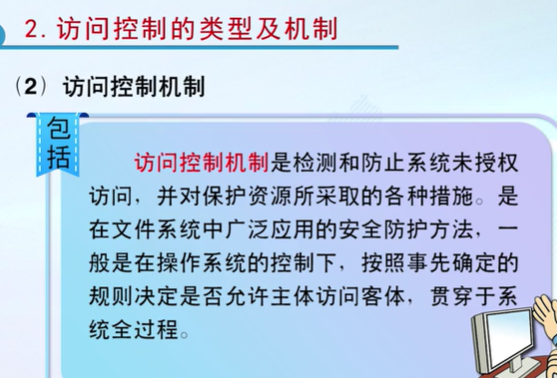 2. 访问控制的类型及机制
（2）访问控制机制
包括
访问控制机制是检测和防止系统未授权
访问，并对保护资源所采取的各种措施。是
在文件系统中广泛应用的安全防护方法，一
般是在操作系统的控制下，按照事先确定的
规则决定是否允许主体访问客体，贯穿于系
统全过程。